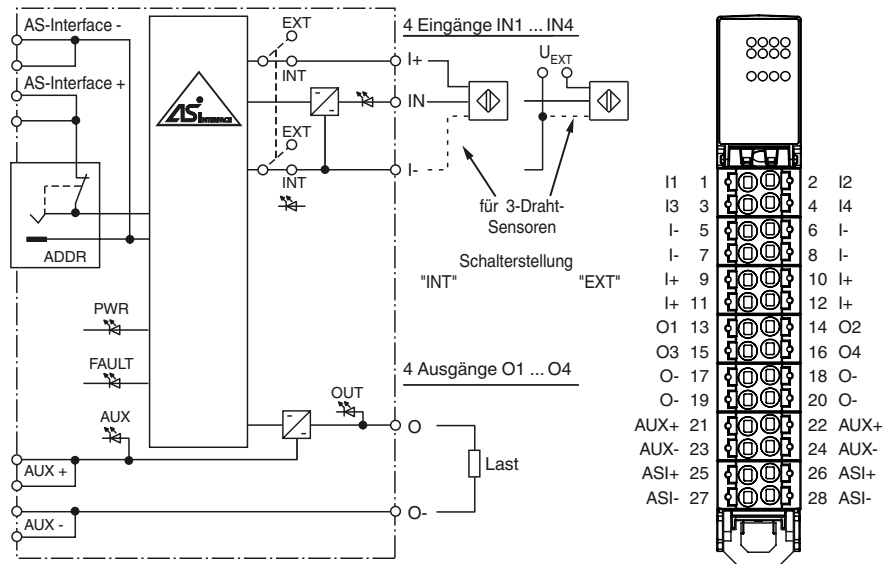 AS-Interface -
AS-Interface +
ADDR
PWR
FAULT
AUX
AUX +
AUX -
ASi
INTERFACE
EXT
INT
EXT
INT
4 Eingänge IN1 ... IN4
I+
IN
I-
UEXT
für 3-Draht-
Sensoren
Schalterstellung
"INT" "EXT"
4 Ausgänge O1 ... O4
OUT
O
Last
O-
I1 1 2 I2
I3 3 4 I4
I- 5 6 I-
I- 7 8 I-
I+ 9 10 I+
I+ 11 12 I+
O1 13 14 O2
O3 15 16 O4
O- 17 18 O-
O- 19 20 O-
AUX+ 21 22 AUX+
AUX- 23 24 AUX-
ASI+ 25 26 ASI+
ASI- 27 28 ASI-